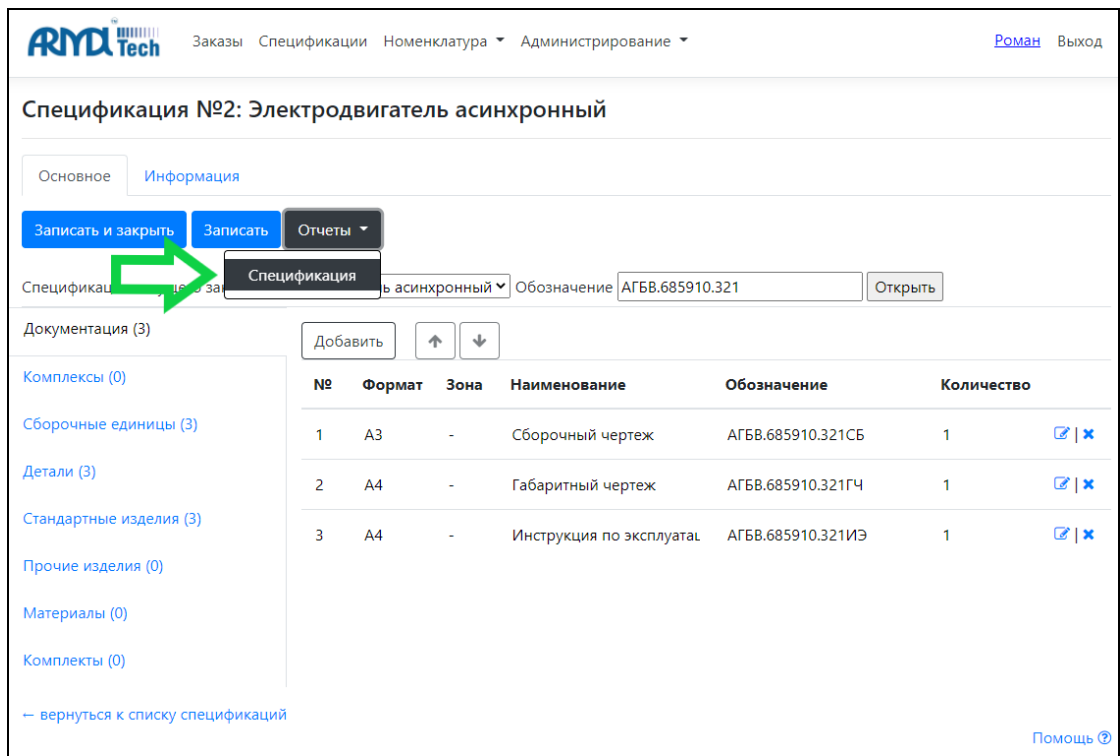 ARMA Tech Заказы Спецификации Номенклатура Администрирование Роман Выход
Спецификация №2: Электродвигатель асинхронный
Основное Информация
Записать и закрыть Записать Отчеты
Спецификация
асинхронный Обозначение АГБВ.685910.321 Открыть
Документация (3)
Добавить
Комплексы (0)
№ Формат Зона Наименование Обозначение Количество
Сборочные единицы (3)
1 А3 - Сборочный чертеж АГБВ.685910.321СБ 1
Детали (3)
2 А4 - Габаритный чертеж АГБВ.685910.321ГЧ 1
Стандартные изделия (3)
3 А4 - Инструкция по эксплуатац АГБВ.685910.321ИЭ 1
Прочие изделия (0)
Материалы (0)
Комплекты (0)
← вернуться к списку спецификаций
Помощь